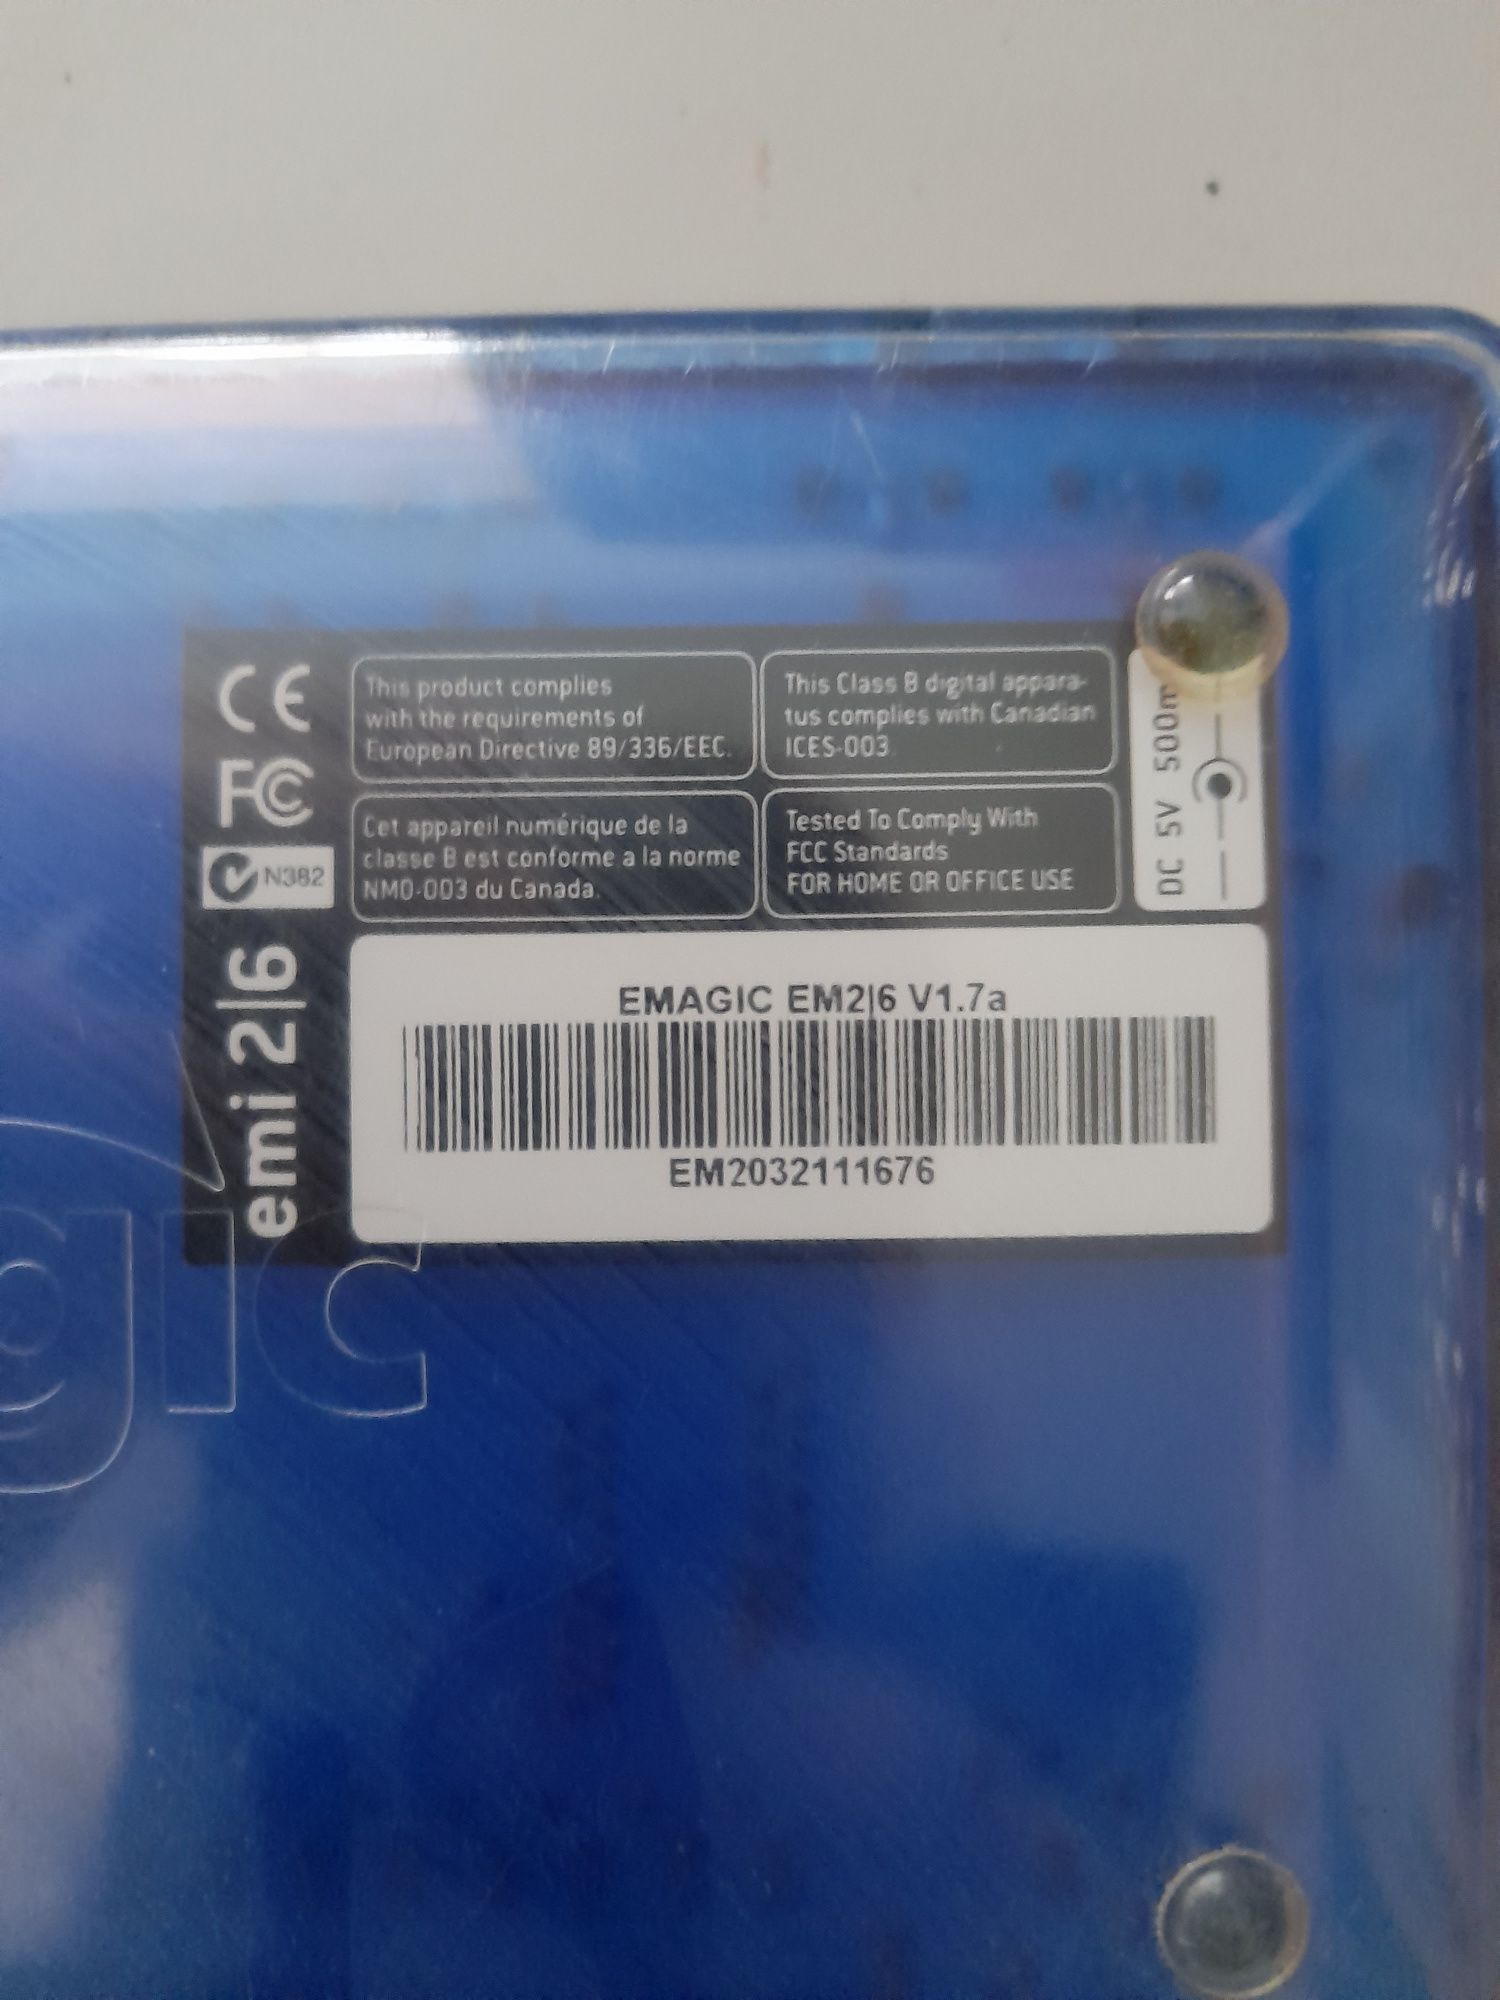 CE
FC
N382
emi 2|6
This product complies
with the requirements of
European Directive 89/336/EEC.
This Class B digital appara-
tus complies with Canadian
ICES-003
Cet appareil numérique de la
classe B est conforme a la norme
NMO-003 du Canada.
Tested To Comply With
FCC Standards
FOR HOME OR OFFICE USE
DC 5V 500m
EMAGIC EM2|6 V1.7a
EM2032111676
gic